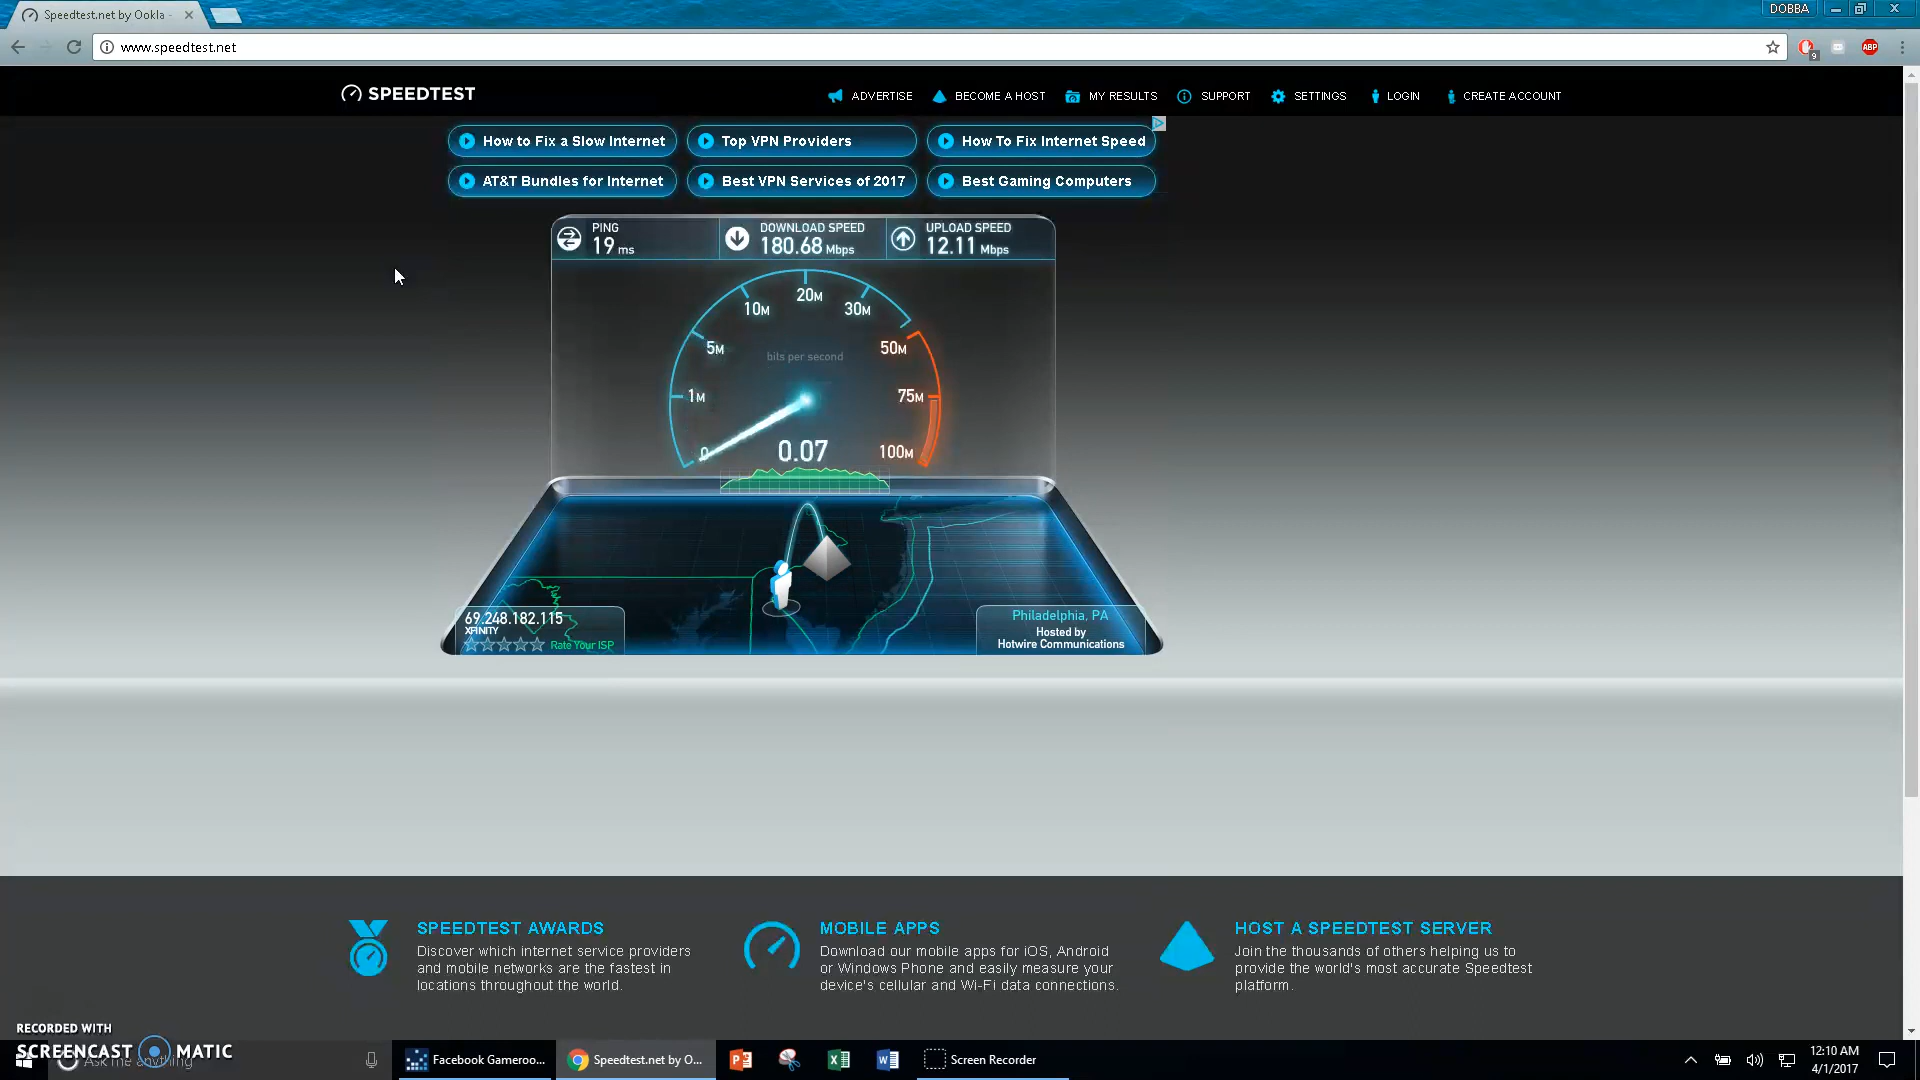 Speedtest.net by Ookla -
DOBBA
www.speedtest.net
9
ABP
SPEEDTEST
ADVERTISE
BECOME A HOST
MY RESULTS
SUPPORT
SETTINGS
LOGIN
CREATE ACCOUNT
How to Fix a Slow Internet
Top VPN Providers
How To Fix Internet Speed
AT&T Bundles for Internet
Best VPN Services of 2017
Best Gaming Computers
PING
19 ms
DOWNLOAD SPEED
180.68 Mbps
UPLOAD SPEED
12.11 Mbps
20M
10M
30M
5M
50M
bits per second
1M
75M
0
0.07
100M
69.248.182.115
XFINITY
Rate Your ISP
Philadelphia, PA
Hosted by
Hotwire Communications
SPEEDTEST AWARDS
Discover which internet service providers
and mobile networks are the fastest in
locations throughout the world.
MOBILE APPS
Download our mobile apps for iOS, Android
or Windows Phone and easily measure your
device's cellular and Wi-Fi data connections.
HOST A SPEEDTEST SERVER
Join the thousands of others helping us to
provide the world's most accurate Speedtest
platform.
RECORDED WITH
SCREENCAST MATIC
Ask me anything
Facebook Gameroo...
Speedtest.net by O...
Screen Recorder
12:10 AM
4/1/2017